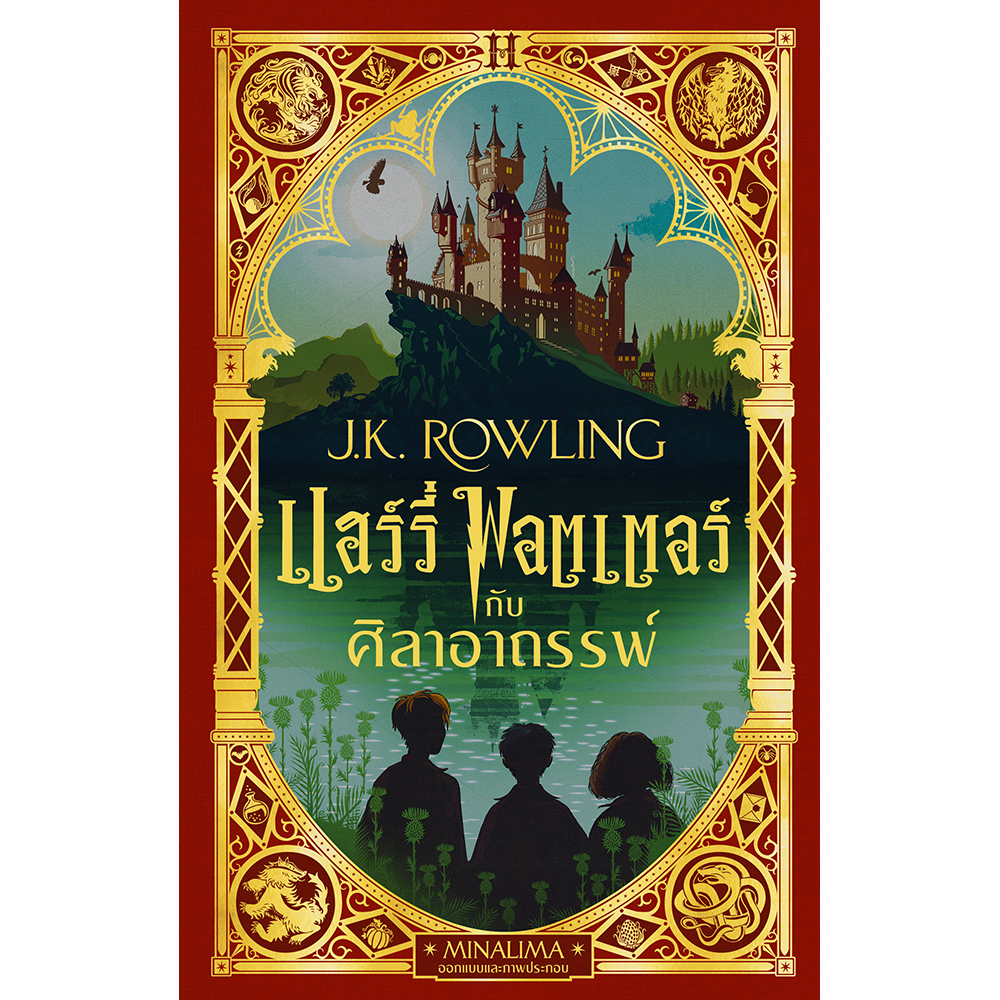 H
J.K. ROWLING
แฮร์รี่ พอตเตอร์
กับ
ศิลาอาถรรพ์
MINALIMA
ออกแบบและภาพประกอบ